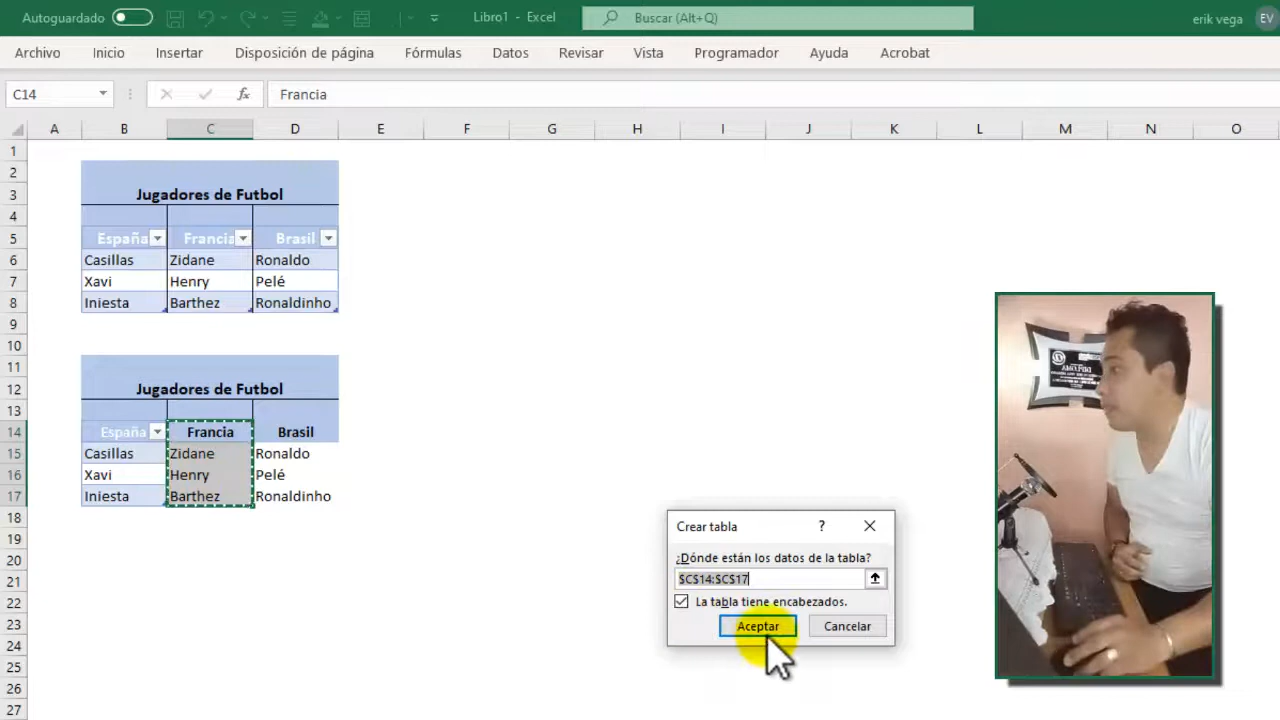 Autoguardado Libro1 - Excel Buscar (Alt+Q) erik vega EV
Archivo Inicio Insertar Disposición de página Fórmulas Datos Revisar Vista Programador Ayuda Acrobat
C14 fx Francia
A B C D E F G H I J K L M N O
1
2
3 Jugadores de Futbol
4
5 España Francia Brasil
6 Casillas Zidane Ronaldo
7 Xavi Henry Pelé
8 Iniesta Barthez Ronaldinho
9
10
11
12 Jugadores de Futbol
13
14 España Francia Brasil
15 Casillas Zidane Ronaldo
16 Xavi Henry Pelé
17 Iniesta Barthez Ronaldinho
18
19
20
21
22
23
24
25
26
27
Crear tabla ? ×
¿Dónde están los datos de la tabla?
$C$14:$C$17
La tabla tiene encabezados.
Aceptar Cancelar